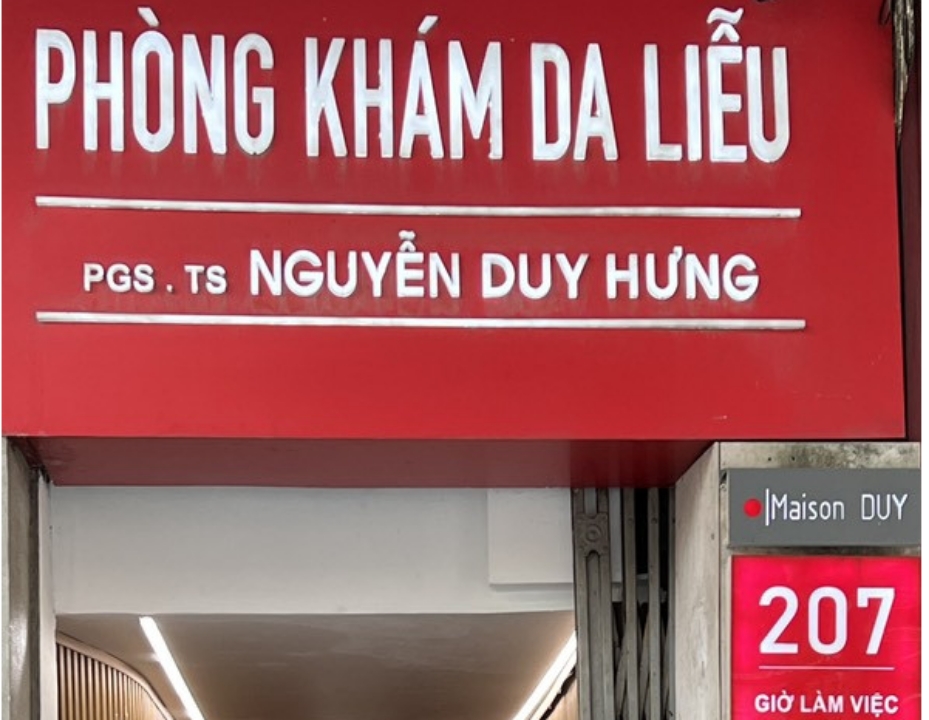 PHÒNG KHÁM DA LIỄU
PGS . TS NGUYỄN DUY HƯNG
|Maison DUY
207
GIỜ LÀM VIỆC